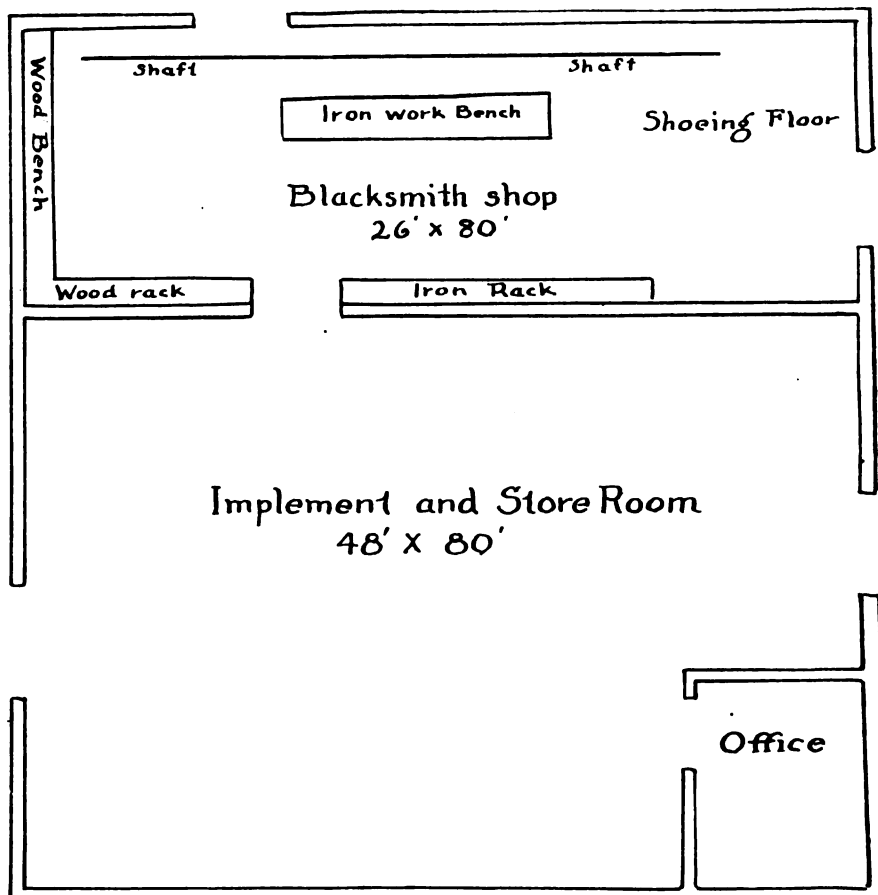 Shaft
Shaft
Wood Bench
Iron work Bench
Shoeing Floor
Blacksmith shop
26' x 80'
Wood rack
Iron Rack
Implement and Store Room
48' X 80'
Office